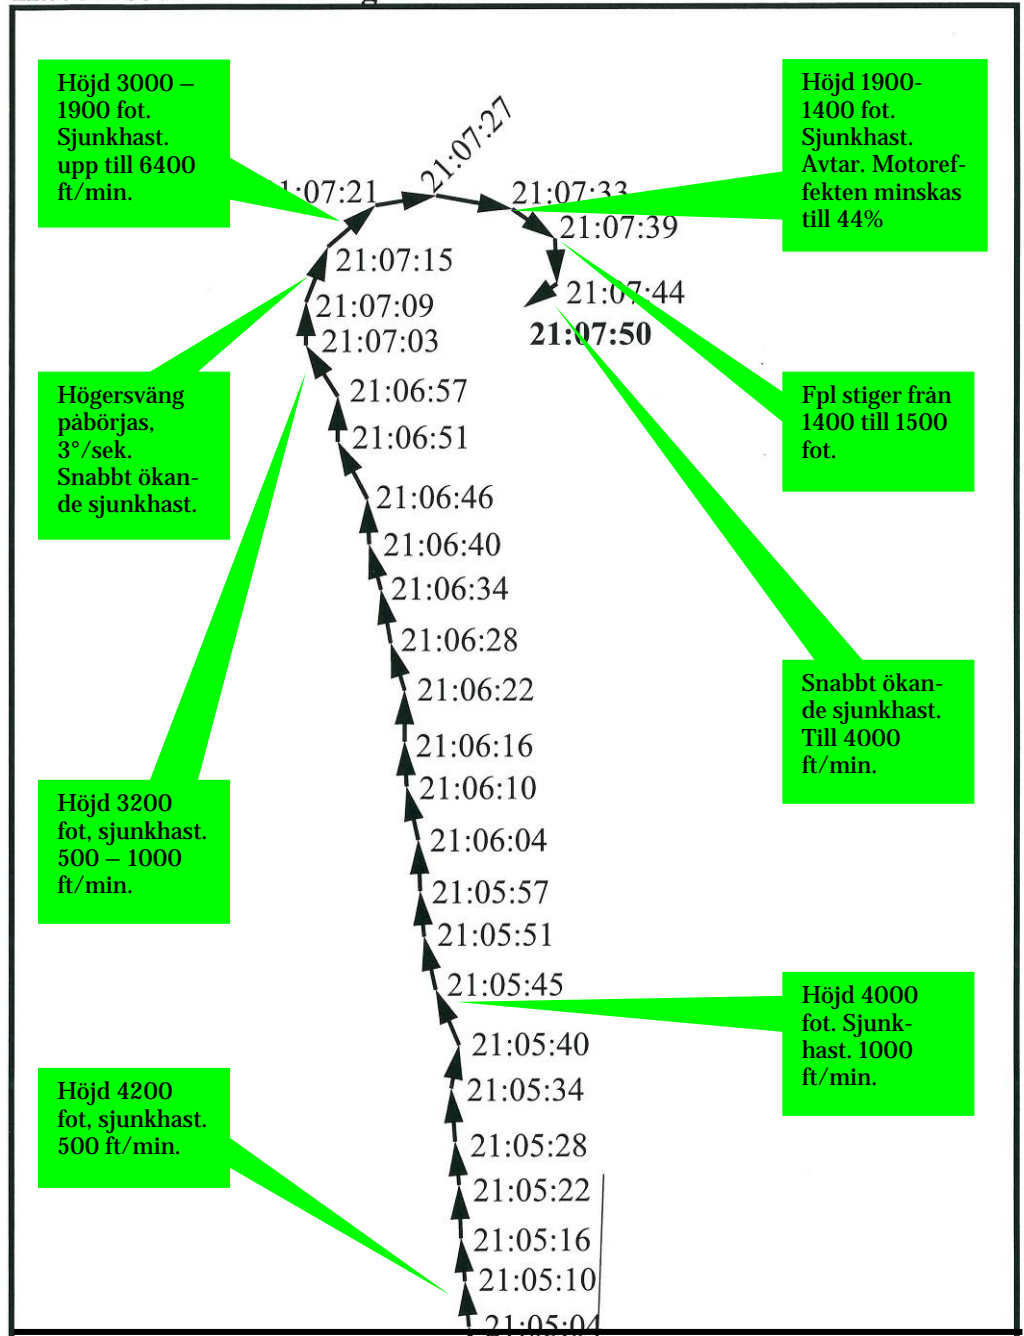 Höjd 3000 –
1900 fot.
Sjunkhast.
upp till 6400
ft/min.
Höjd 1900-
1400 fot.
Sjunkhast.
Avtar. Motoref-
fekten minskas
till 44%
21:07:27
1:07:21
21:07:33
21:07:39
21:07:15
21:07:44
21:07:09
21:07:50
21:07:03
Högersväng
påbörjas,
3°/sek.
Snabbt ökan-
de sjunkhast.
Fpl stiger från
1400 till 1500
fot.
21:06:57
21:06:51
21:06:46
21:06:40
21:06:34
21:06:28
21:06:22
Snabbt ökan-
de sjunkhast.
Till 4000
ft/min.
21:06:16
21:06:10
Höjd 3200
fot, sjunkhast.
500 – 1000
ft/min.
21:06:04
21:05:57
21:05:51
21:05:45
Höjd 4000
fot. Sjunk-
hast. 1000
ft/min.
21:05:40
21:05:34
Höjd 4200
fot, sjunkhast.
500 ft/min.
21:05:28
21:05:22
21:05:16
21:05:10
21:05:04